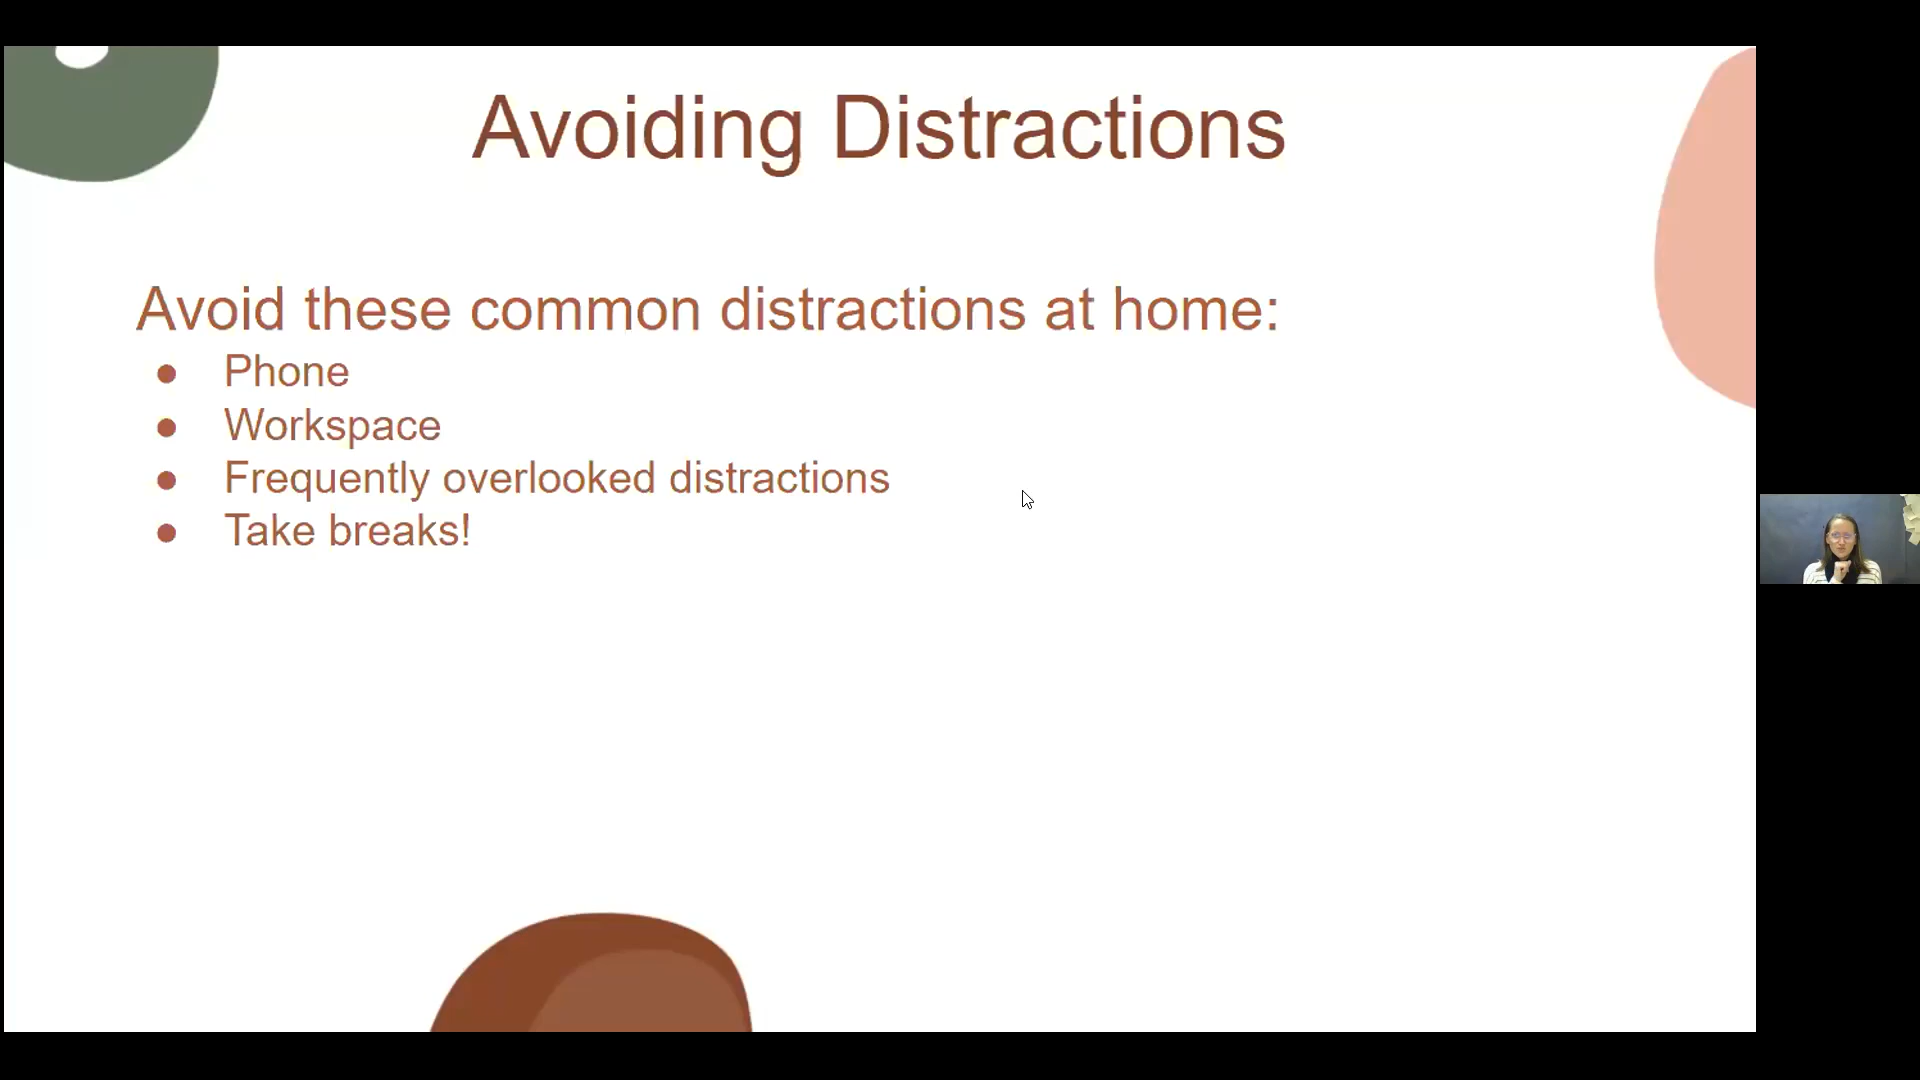 Avoiding Distractions
Avoid these common distractions at home:
● Phone
● Workspace
● Frequently overlooked distractions
● Take breaks!